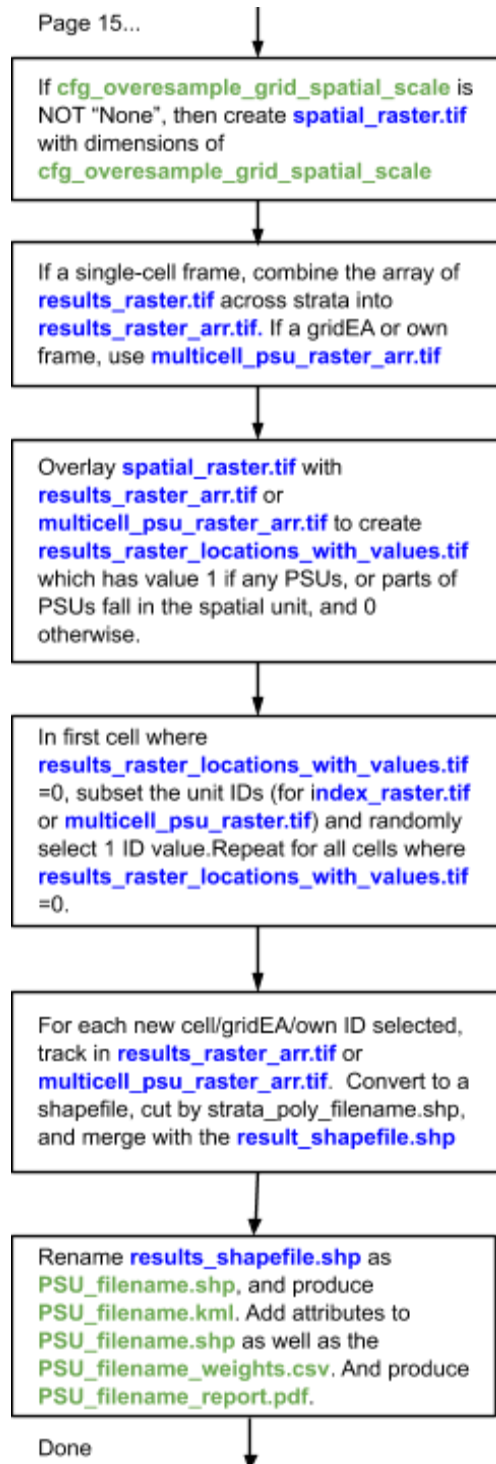 Page 15...
If cfg_overesample_grid_spatial_scale is
NOT “None”, then create spatial_raster.tif
with dimensions of
cfg_overesample_grid_spatial_scale
If a single-cell frame, combine the array of
results_raster.tif across strata into
results_raster_arr.tif. If a gridEA or own
frame, use multicell_psu_raster_arr.tif
Overlay spatial_raster.tif with
results_raster_arr.tif or
multicell_psu_raster_arr.tif to create
results_raster_locations_with_values.tif
which has value 1 if any PSUs, or parts of
PSUs fall in the spatial unit, and 0
otherwise.
In first cell where
results_raster_locations_with_values.tif
=0, subset the unit IDs (for index_raster.tif
or multicell_psu_raster.tif) and randomly
select 1 ID value.Repeat for all cells where
results_raster_locations_with_values.tif
=0.
For each new cell/gridEA/own ID selected,
track in results_raster_arr.tif or
multicell_psu_raster_arr.tif.  Convert to a
shapefile, cut by strata_poly_filename.shp,
and merge with the result_shapefile.shp
Rename results_shapefile.shp as
PSU_filename.shp, and produce
PSU_filename.kml. Add attributes to
PSU_filename.shp as well as the
PSU_filename_weights.csv. And produce
PSU_filename_report.pdf.
Done